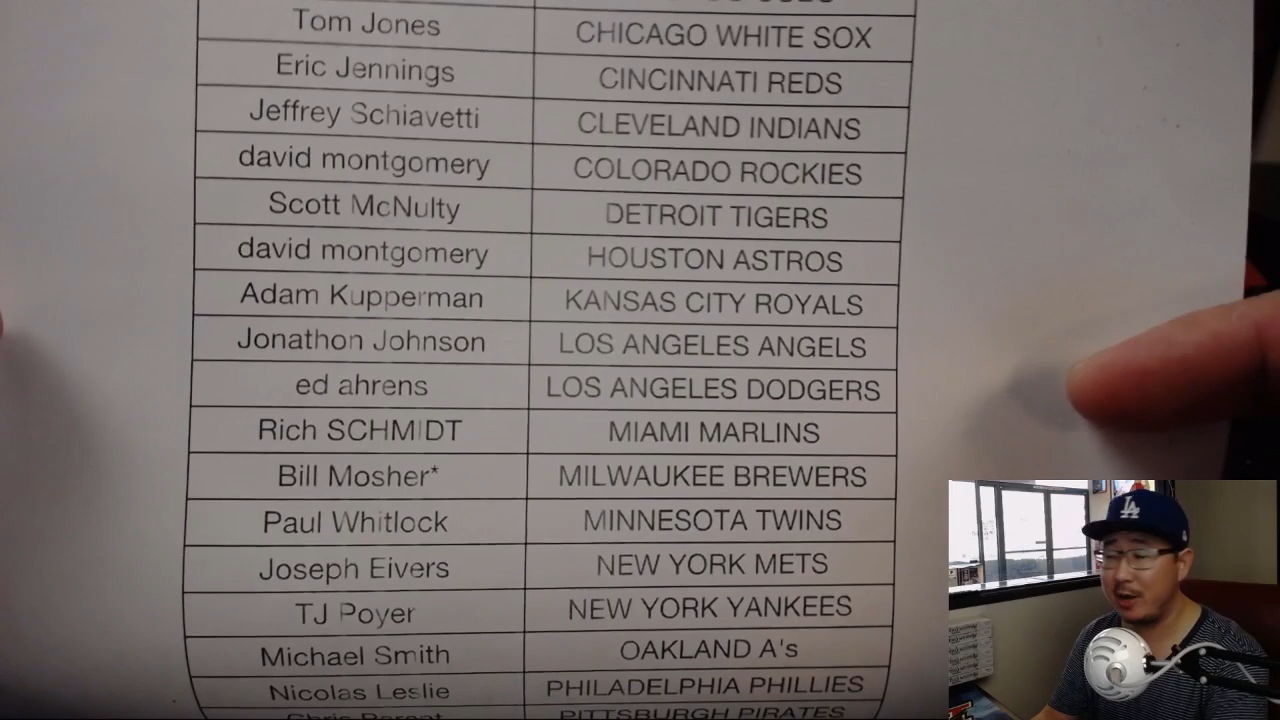 Tom Jones CHICAGO WHITE SOX
Eric Jennings CINCINNATI REDS
Jeffrey Schiavetti CLEVELAND INDIANS
david montgomery COLORADO ROCKIES
Scott McNulty DETROIT TIGERS
david montgomery HOUSTON ASTROS
Adam Kupperman KANSAS CITY ROYALS
Jonathon Johnson LOS ANGELES ANGELS
ed ahrens LOS ANGELES DODGERS
Rich SCHMIDT MIAMI MARLINS
Bill Mosher* MILWAUKEE BREWERS
Paul Whitlock MINNESOTA TWINS
Joseph Eivers NEW YORK METS
TJ Poyer NEW YORK YANKEES
Michael Smith OAKLAND A's
Nicolas Leslie PHILADELPHIA PHILLIES
PITTSBURGH PIRATES
LA